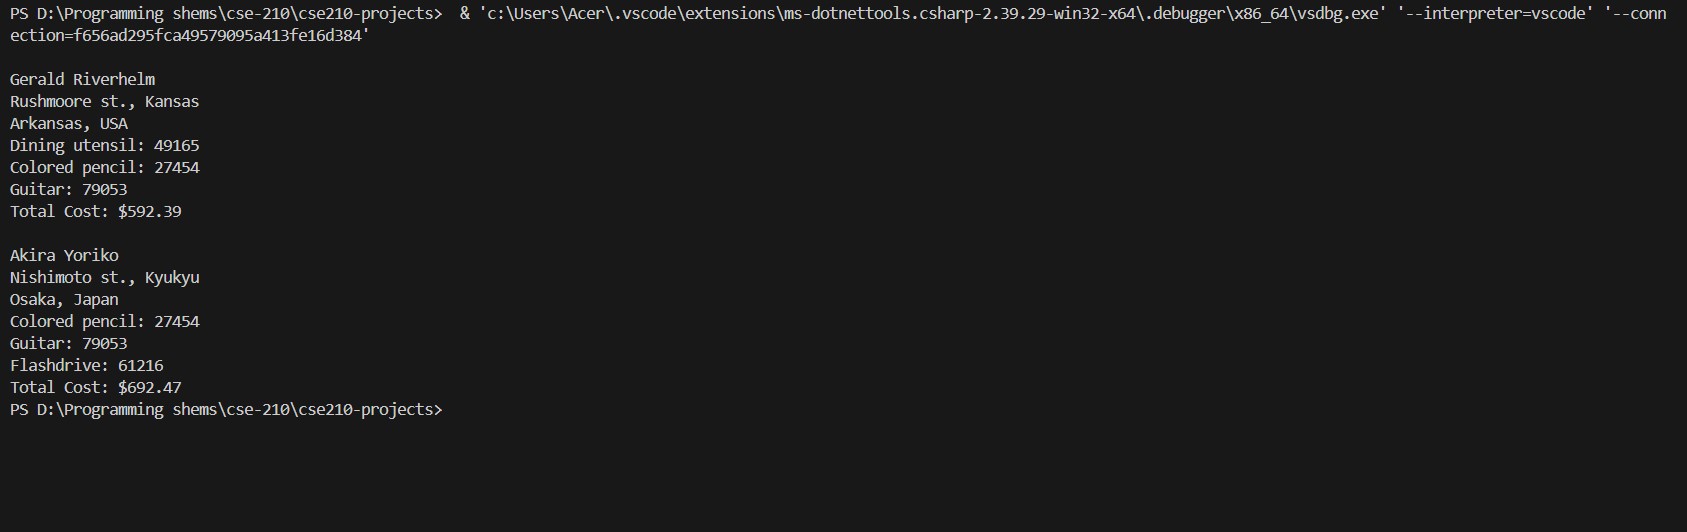 PS D:\Programming shems\cse-210\cse210-projects>  & 'c:\Users\Acer\.vscode\extensions\ms-dotnettools.csharp-2.39.29-win32-x64\.debugger\x86_64\vsdbg.exe' '--interpreter=vscode' '--conn
ection=f656ad295fca49579095a413fe16d384'
Gerald Riverhelm
Rushmoore st., Kansas
Arkansas, USA
Dining utensil: 49165
Colored pencil: 27454
Guitar: 79053
Total Cost: $592.39
Akira Yoriko
Nishimoto st., Kyukyu
Osaka, Japan
Colored pencil: 27454
Guitar: 79053
Flashdrive: 61216
Total Cost: $692.47
PS D:\Programming shems\cse-210\cse210-projects>